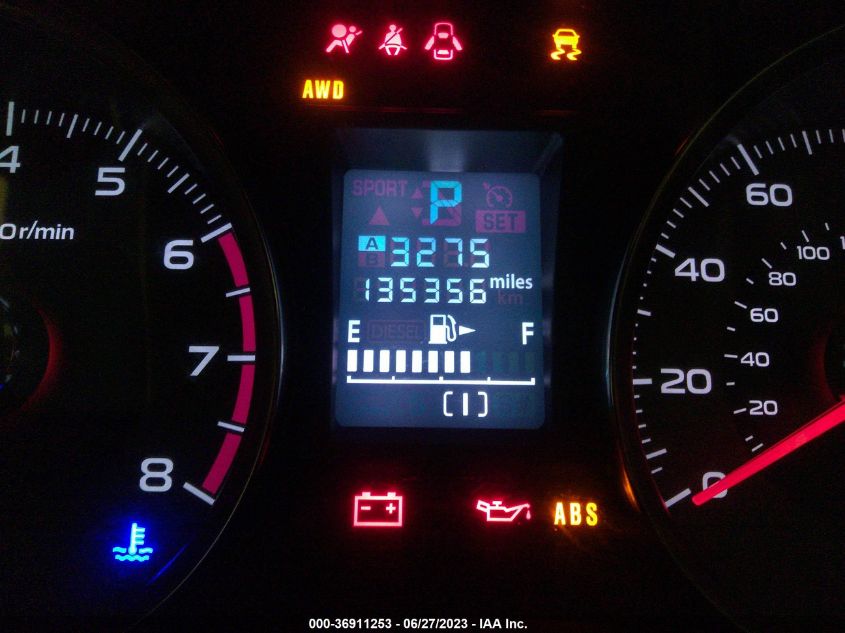 AWD
4
5
6
7
8
0r/min
SPORT
P
SET
A 3275
B
135356 miles
km
E DIESEL F
(1)
ABS
60
40
20
0
100
80
60
40
20
000-36911253 - 06/27/2023 - IAA Inc.